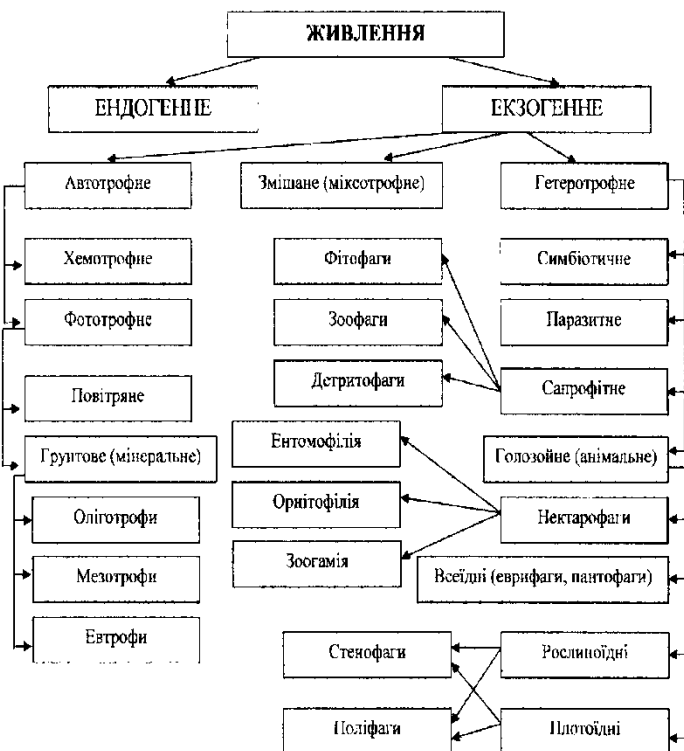 ЖИВЛЕННЯ
ЕНДОГЕННЕ
ЕКЗОГЕННЕ
Автотрофне
Змішане (міксотрофне)
Гетеротрофне
Хемотрофне
Фітофаги
Симбіотичне
Фототрофне
Зоофаги
Паразитне
Повітряне
Детритофаги
Сапрофітне
Ентомофілія
Грунтове (мінеральне)
Голозойне (анімальне)
Оліготрофи
Орнітофілія
Нектарофаги
Мезотрофи
Зоогамія
Всеїдні (еврифаги, пантофаги)
Евтрофи
Стенофаги
Рослиноїдні
Поліфаги
Плотоїдні